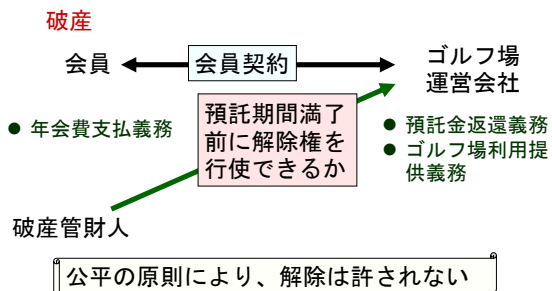 破産
会員
会員契約
ゴルフ場
運営会社
● 年会費支払義務
預託期間満了
前に解除権を
行使できるか
● 預託金返還義務
● ゴルフ場利用提
供義務
破産管財人
公平の原則により、解除は許されない